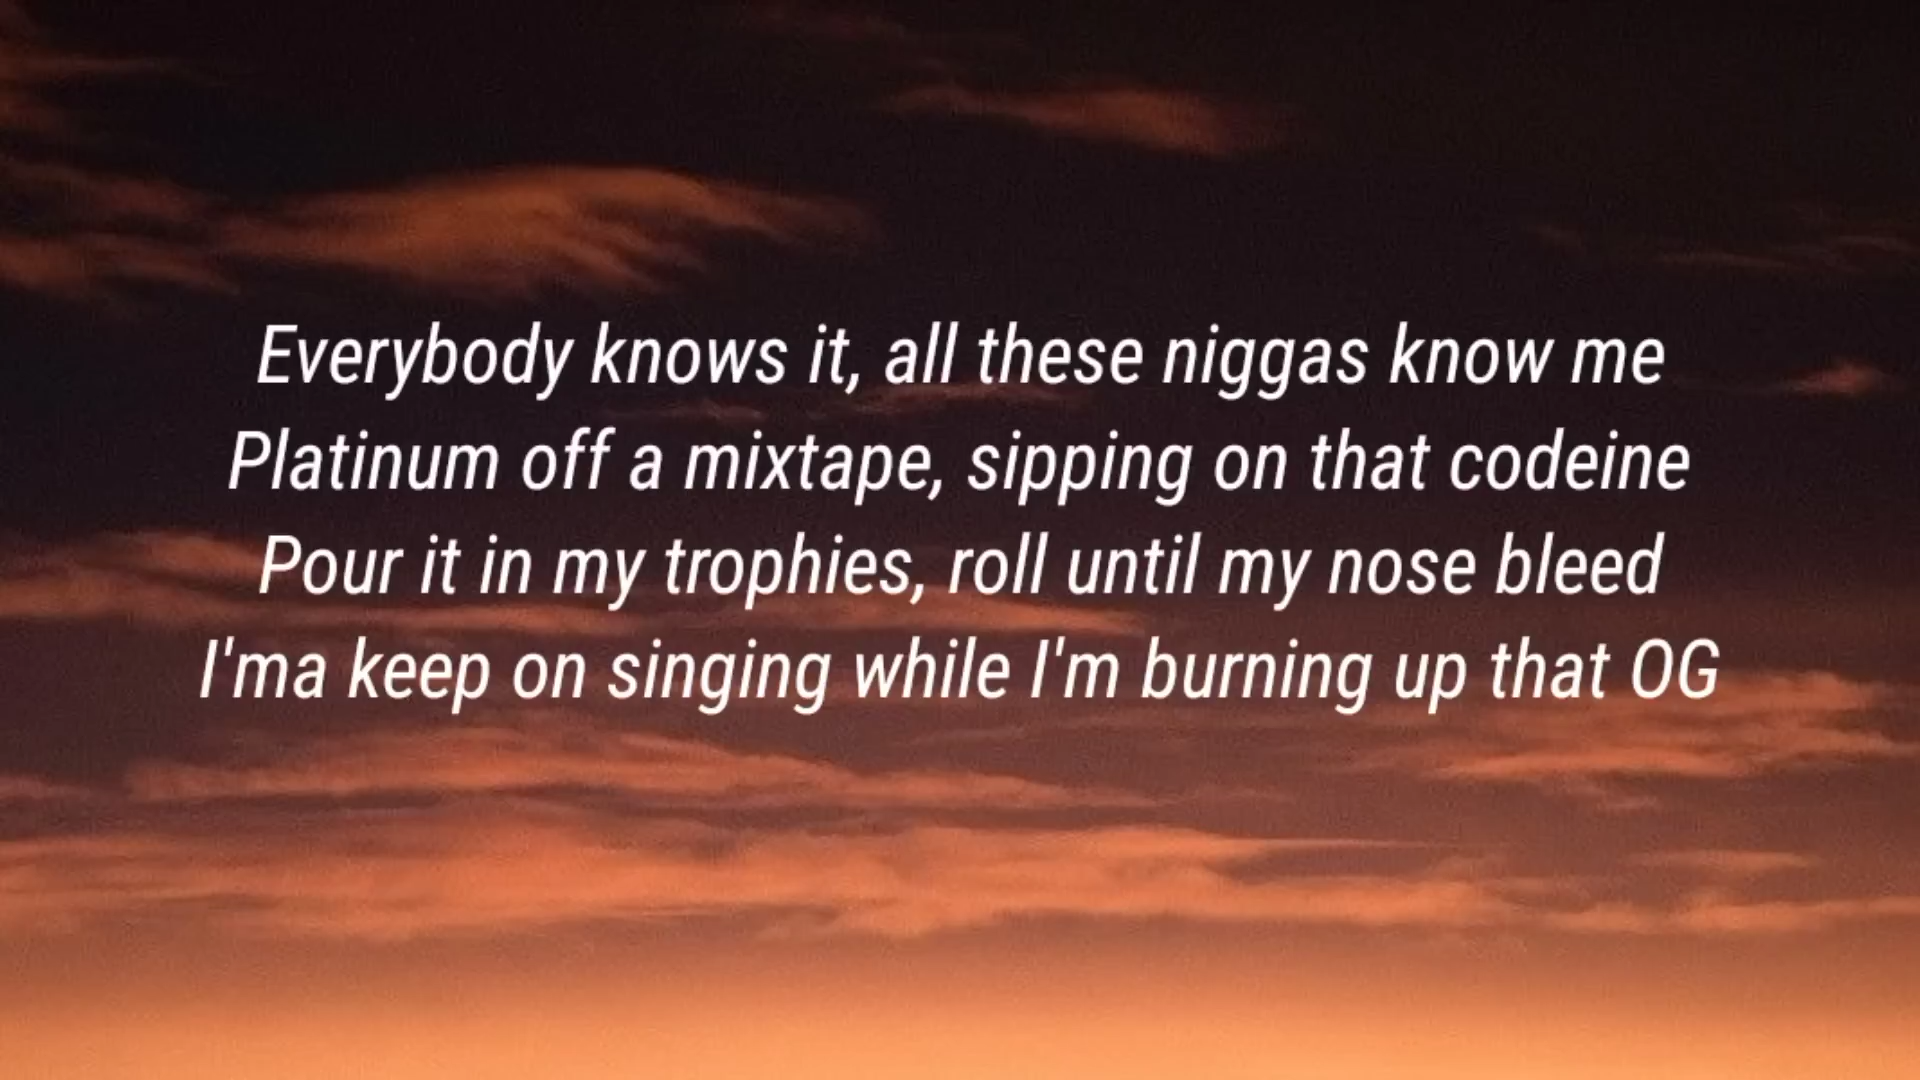 Everybody knows it, all these niggas know me
Platinum off a mixtape, sipping on that codeine
Pour it in my trophies, roll until my nose bleed
I'ma keep on singing while I'm burning up that OG